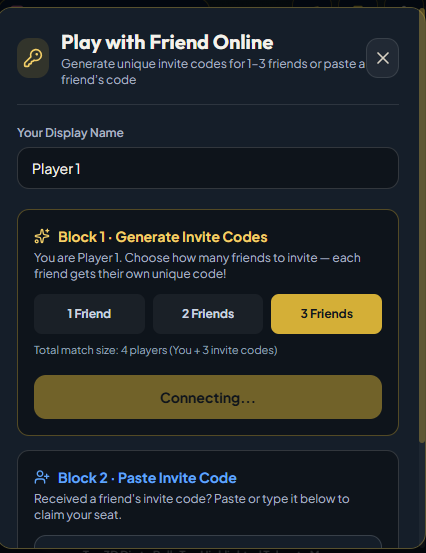 Play with Friend Online
Generate unique invite codes for 1–3 friends or paste a
friend's code
Your Display Name
Player 1
Block 1 · Generate Invite Codes
You are Player 1. Choose how many friends to invite — each
friend gets their own unique code!
1 Friend
2 Friends
3 Friends
Total match size: 4 players (You + 3 invite codes)
Connecting...
Block 2 · Paste Invite Code
Received a friend's invite code? Paste or type it below to
claim your seat.